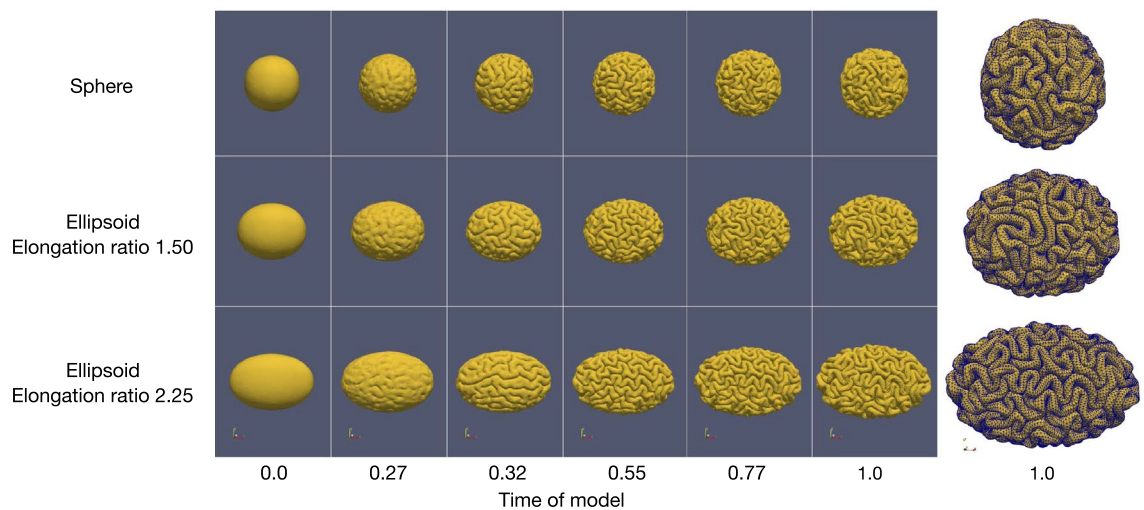 Sphere
Ellipsoid
Elongation ratio 1.50
Ellipsoid
Elongation ratio 2.25
0.0 0.27 0.32 0.55 0.77 1.0 1.0
Time of model